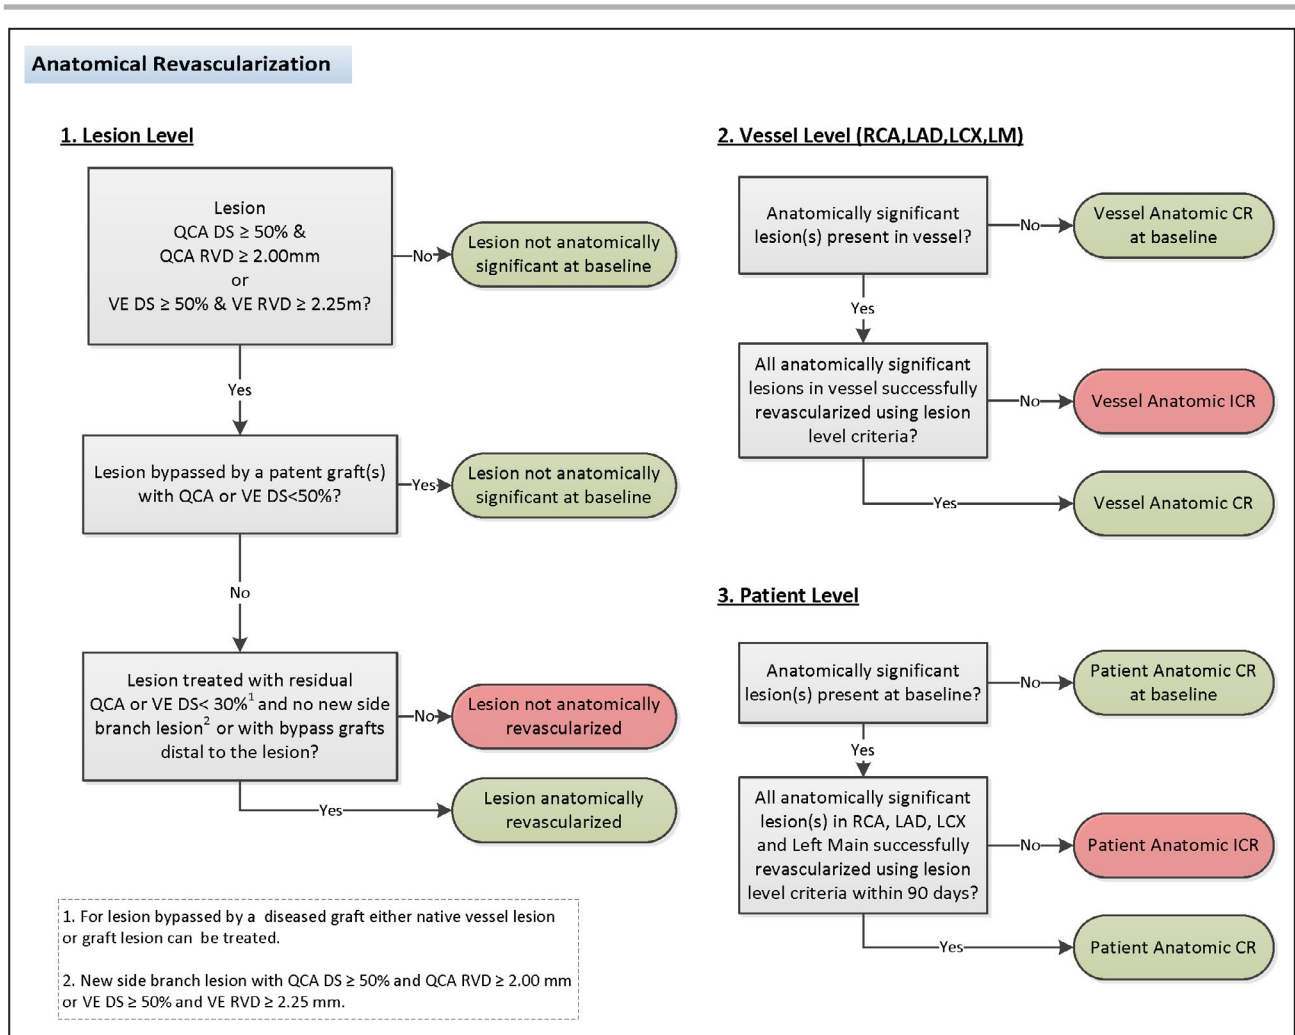 Anatomical Revascularization
1. Lesion Level
Lesion
QCA DS ≥ 50% &
QCA RVD ≥ 2.00mm
or
VE DS ≥ 50% & VE RVD ≥ 2.25m?
No
Lesion not anatomically
significant at baseline
Yes
Lesion bypassed by a patent graft(s)
with QCA or VE DS<50%?
Yes
Lesion not anatomically
significant at baseline
No
Lesion treated with residual
QCA or VE DS< 30%¹ and no new side
branch lesion² or with bypass grafts
distal to the lesion?
No
Lesion not anatomically
revascularized
Yes
Lesion anatomically
revascularized
1. For lesion bypassed by a diseased graft either native vessel lesion
or graft lesion can be treated.
2. New side branch lesion with QCA DS ≥ 50% and QCA RVD ≥ 2.00 mm
or VE DS ≥ 50% and VE RVD ≥ 2.25 mm.
2. Vessel Level (RCA,LAD,LCX,LM)
Anatomically significant
lesion(s) present in vessel?
No
Vessel Anatomic CR
at baseline
Yes
All anatomically significant
lesions in vessel successfully
revascularized using lesion
level criteria?
No
Vessel Anatomic ICR
Yes
Vessel Anatomic CR
3. Patient Level
Anatomically significant
lesion(s) present at baseline?
No
Patient Anatomic CR
at baseline
Yes
All anatomically significant
lesion(s) in RCA, LAD, LCX
and Left Main successfully
revascularized using lesion
level criteria within 90 days?
No
Patient Anatomic ICR
Yes
Patient Anatomic CR